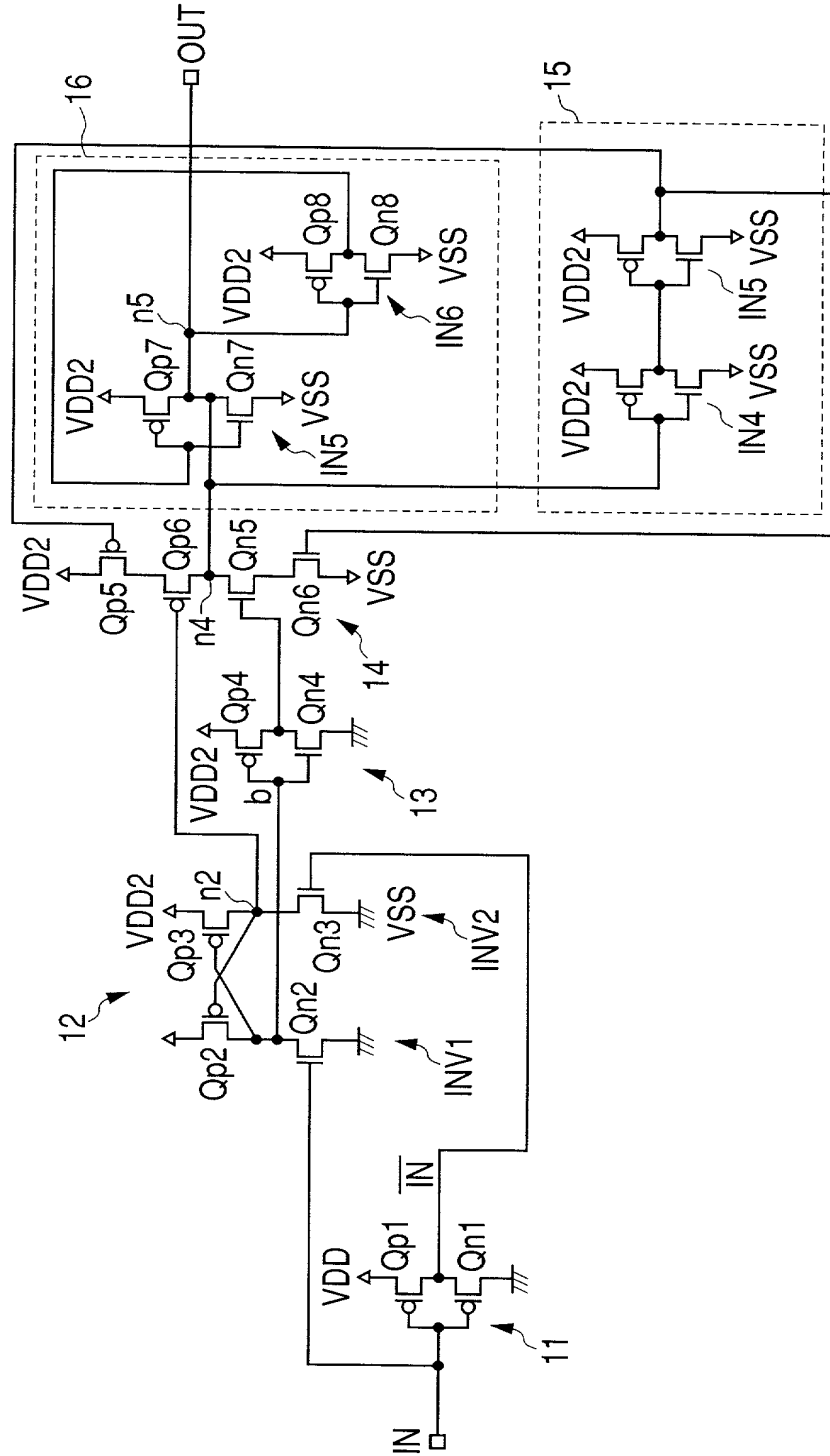 IN
11
VDD
Qp1
Qn1
IN
12
Qp2
Qp3
VDD2
n2
Qn2
Qn3
VSS
INV1
INV2
VDD2
b
Qp4
Qn4
13
VDD2
Qp5
Qp6
n4
Qn5
Qn6
VSS
14
16
VDD2
Qp7
Qn7
VSS
IN5
n5
VDD2
Qp8
Qn8
VSS
IN6
OUT
15
VDD2
VSS
IN4
VDD2
VSS
IN5